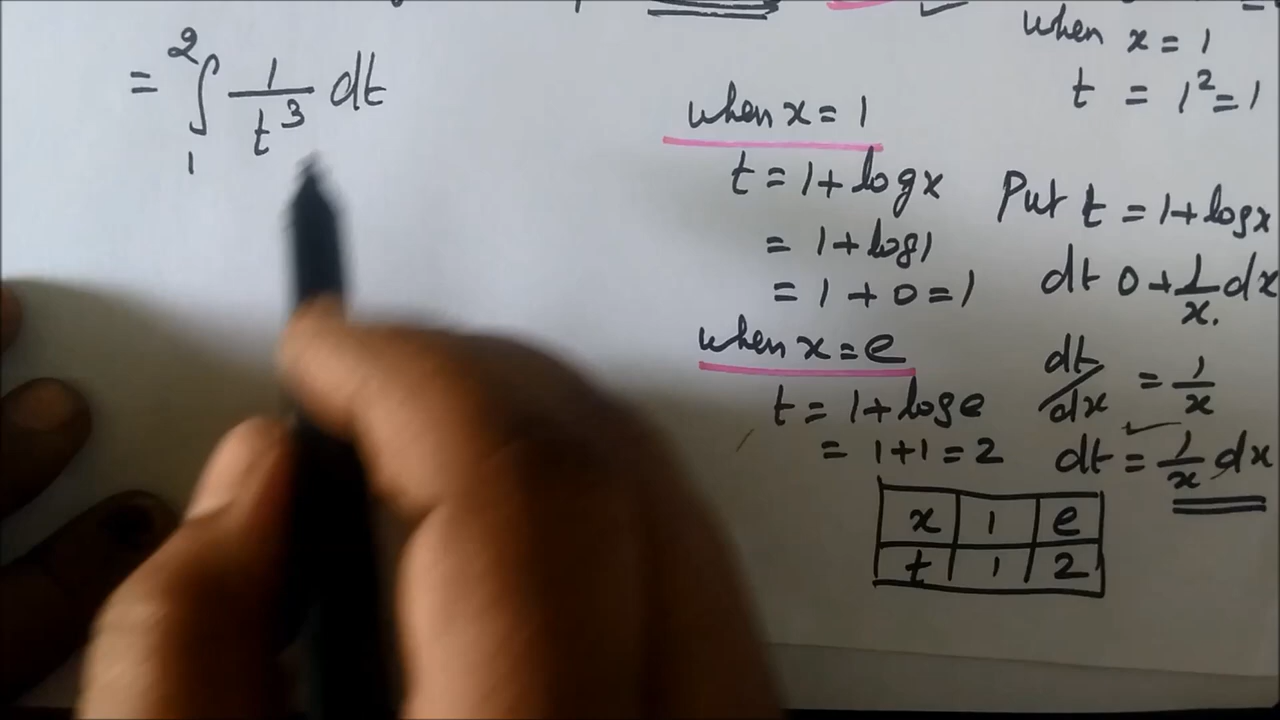 = ²∫₁ 1/t³ dt
when x = 1
t = 1² = 1
when x = 1
t = 1 + log x
= 1 + log 1
= 1 + 0 = 1
when x = e
t = 1 + log e
= 1 + 1 = 2
Put t = 1 + log x
dt 0 + 1/x. dx
dt/dx = 1/x
dt = 1/x dx
x 1 e
t 1 2